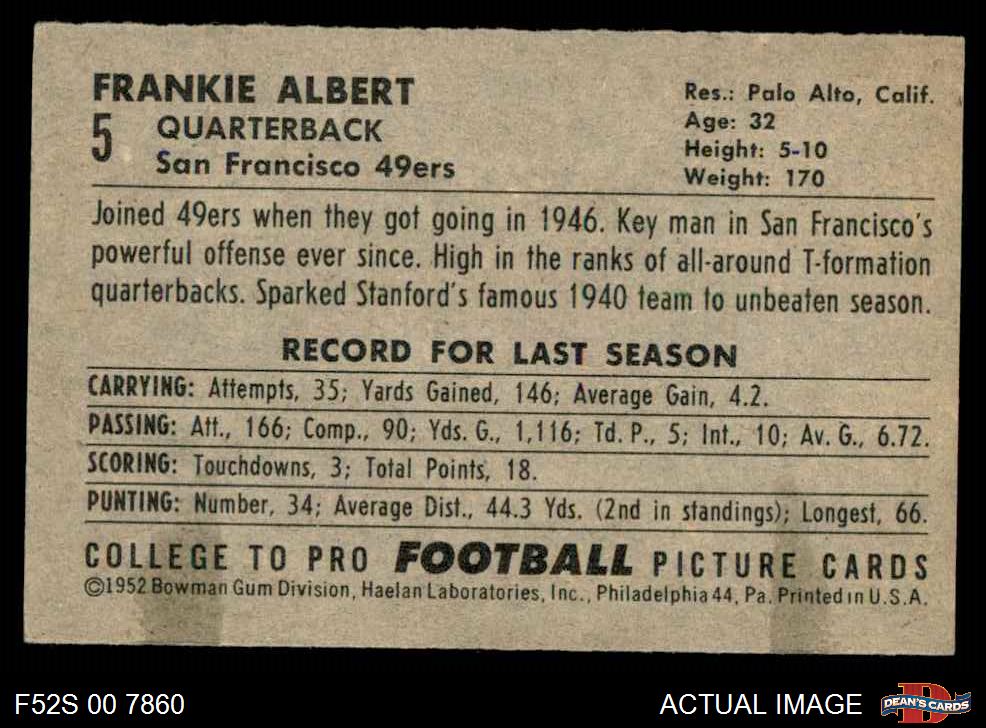 FRANKIE ALBERT
5 QUARTERBACK
San Francisco 49ers
Res.: Palo Alto, Calif.
Age: 32
Height: 5-10
Weight: 170
Joined 49ers when they got going in 1946. Key man in San Francisco's
powerful offense ever since. High in the ranks of all-around T-formation
quarterbacks. Sparked Stanford's famous 1940 team to unbeaten season.
RECORD FOR LAST SEASON
CARRYING: Attempts, 35; Yards Gained, 146; Average Gain, 4.2.
PASSING: Att., 166; Comp., 90; Yds. G., 1,116; Td. P., 5; Int., 10; Av. G., 6.72.
SCORING: Touchdowns, 3; Total Points, 18.
PUNTING: Number, 34; Average Dist., 44.3 Yds. (2nd in standings); Longest, 66.
COLLEGE TO PRO FOOTBALL PICTURE CARDS
©1952 Bowman Gum Division, Haelan Laboratories, Inc., Philadelphia 44, Pa. Printed in U.S.A.
F52S 00 7860
ACTUAL IMAGE
D
DEAN'S CARDS